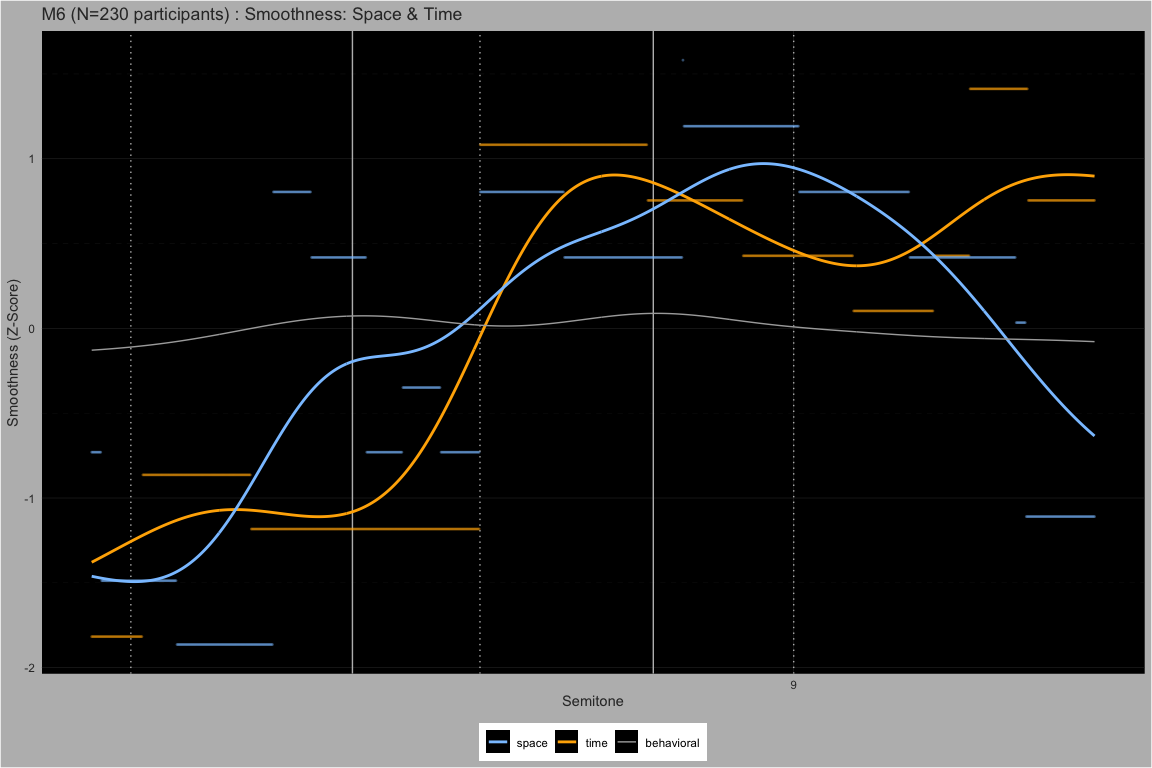 M6 (N=230 participants) : Smoothness: Space & Time
Smoothness (Z-Score)
1
0
-1
-2
9
Semitone
space time behavioral